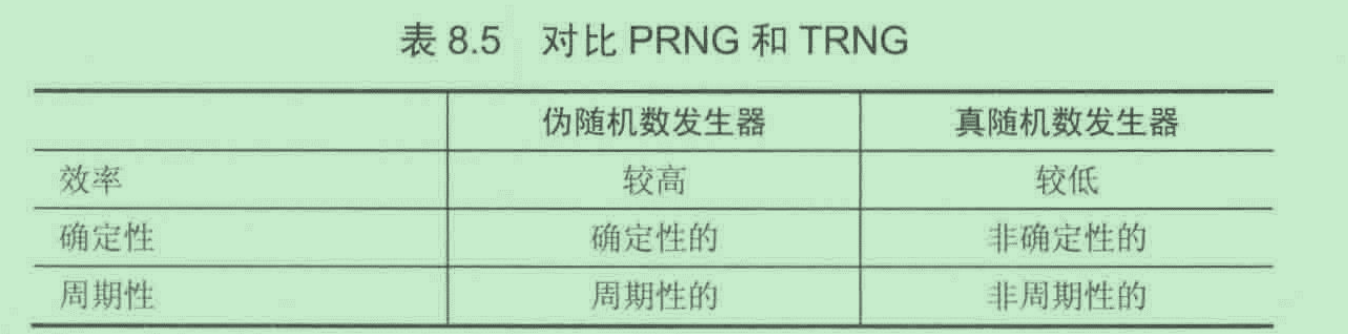 表 8.5 对比 PRNG 和 TRNG
伪随机数发生器 真随机数发生器
效率 较高 较低
确定性 确定性的 非确定性的
周期性 周期性的 非周期性的